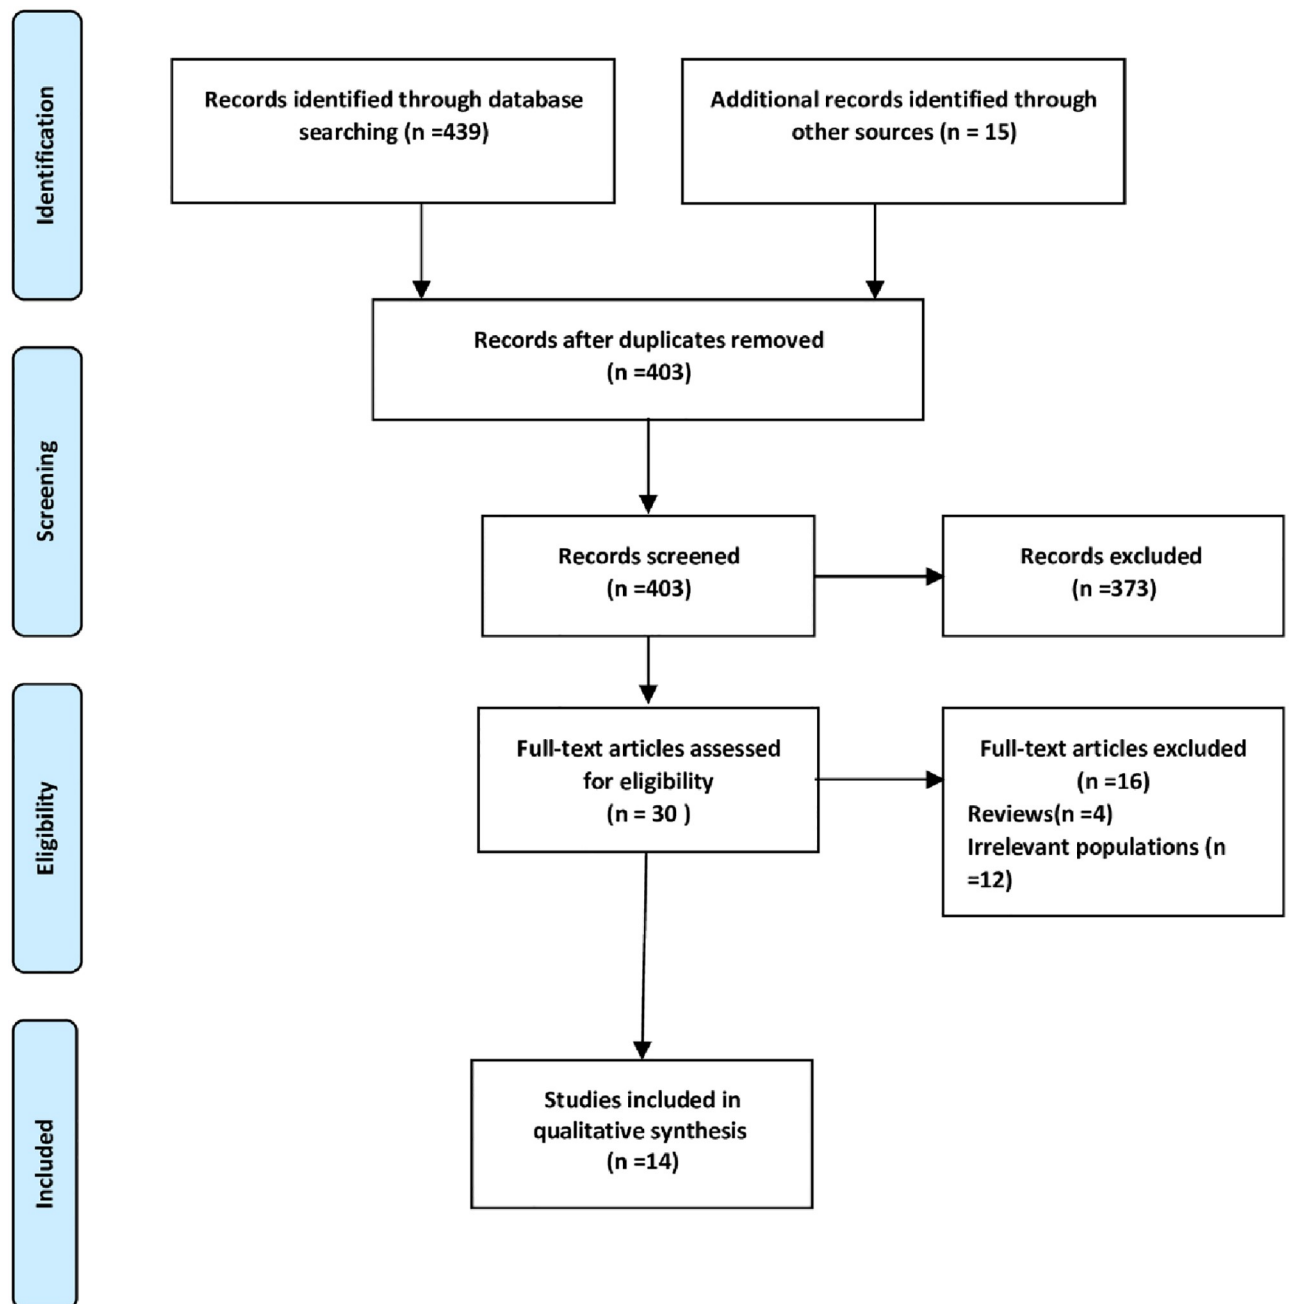 Identification
Records identified through database
searching (n =439)
Additional records identified through
other sources (n = 15)
Records after duplicates removed
(n =403)
Screening
Records screened
(n =403)
Records excluded
(n =373)
Eligibility
Full-text articles assessed
for eligibility
(n = 30 )
Full-text articles excluded
(n =16)
Reviews(n =4)
Irrelevant populations (n
=12)
Included
Studies included in
qualitative synthesis
(n =14)